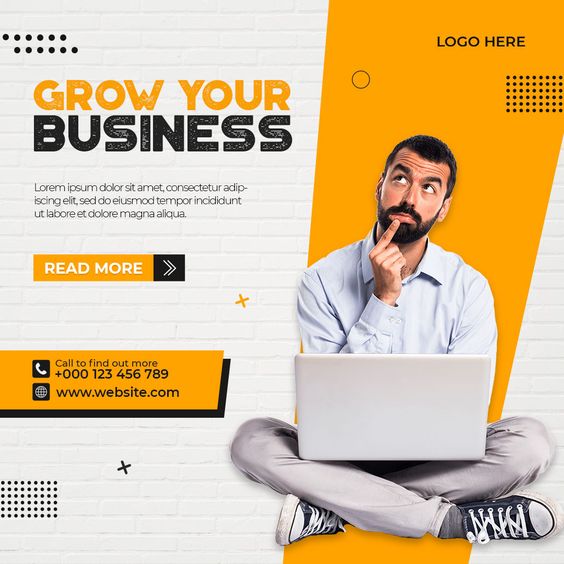 LOGO HERE
GROW YOUR
BUSINESS
Lorem ipsum dolor sit amet, consectetur adip-
iscing elit, sed do eiusmod tempor incididunt
ut labore et dolore magna aliqua.
READ MORE
Call to find out more
+000 123 456 789
www.website.com